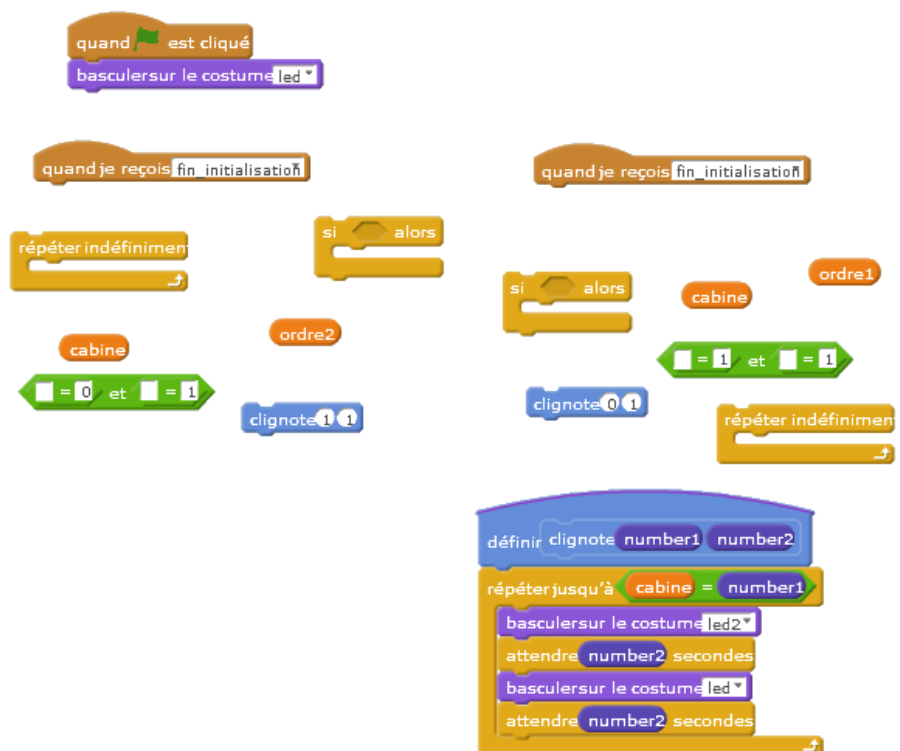 quand est cliqué
basculersur le costume led
quand je reçois fin_initialisation
quand je reçois fin_initialisation
répéter indéfiniment
si alors
si alors
cabine
ordre1
cabine
ordre2
= 0 et = 1
clignote 1 1
= 1 et = 1
clignote 0 1
répéter indéfinimen
définir clignote number1 number2
répéter jusqu'à cabine = number1
basculersur le costume led2
attendre number2 secondes
basculersur le costume led
attendre number2 secondes